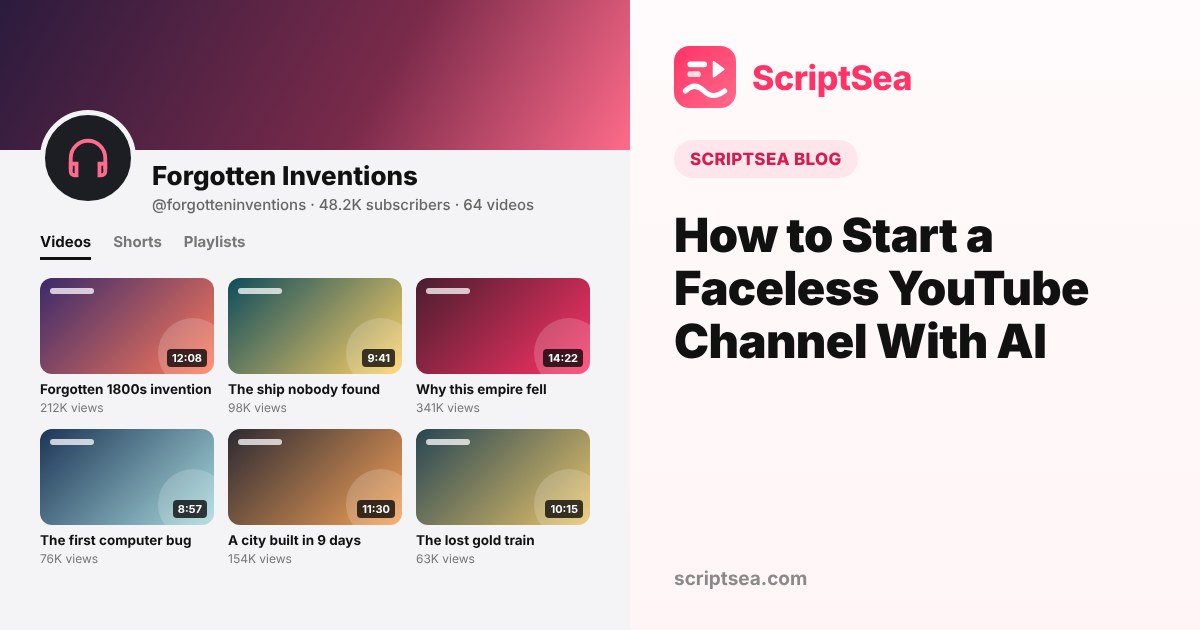 Forgotten Inventions
@forgotteninventions · 48.2K subscribers · 64 videos
Videos Shorts Playlists
12:08 9:41 14:22
Forgotten 1800s invention The ship nobody found Why this empire fell
212K views 98K views 341K views
8:57 11:30 10:15
The first computer bug A city built in 9 days The lost gold train
76K views 154K views 63K views
ScriptSea
SCRIPTSEA BLOG
How to Start a
Faceless YouTube
Channel With AI
scriptsea.com